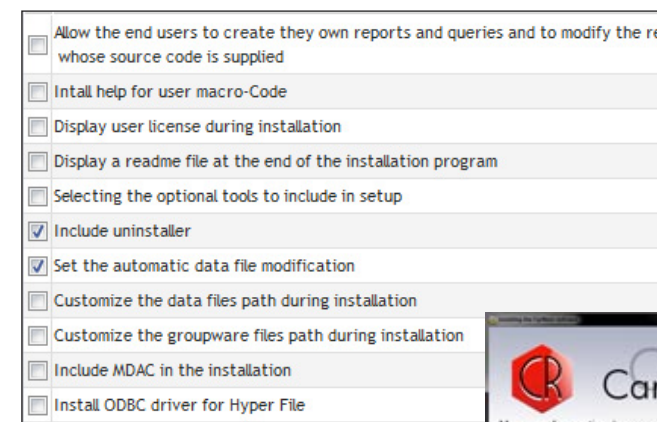 Allow the end users to create they own reports and queries and to modify the
whose source code is supplied
Intall help for user macro-Code
Display user license during installation
Display a readme file at the end of the installation program
Selecting the optional tools to include in setup
Include uninstaller
Set the automatic data file modification
Customize the data files path during installation
Customize the groupware files path during installation
Include MDAC in the installation
CR
Install ODBC driver for Hyper File